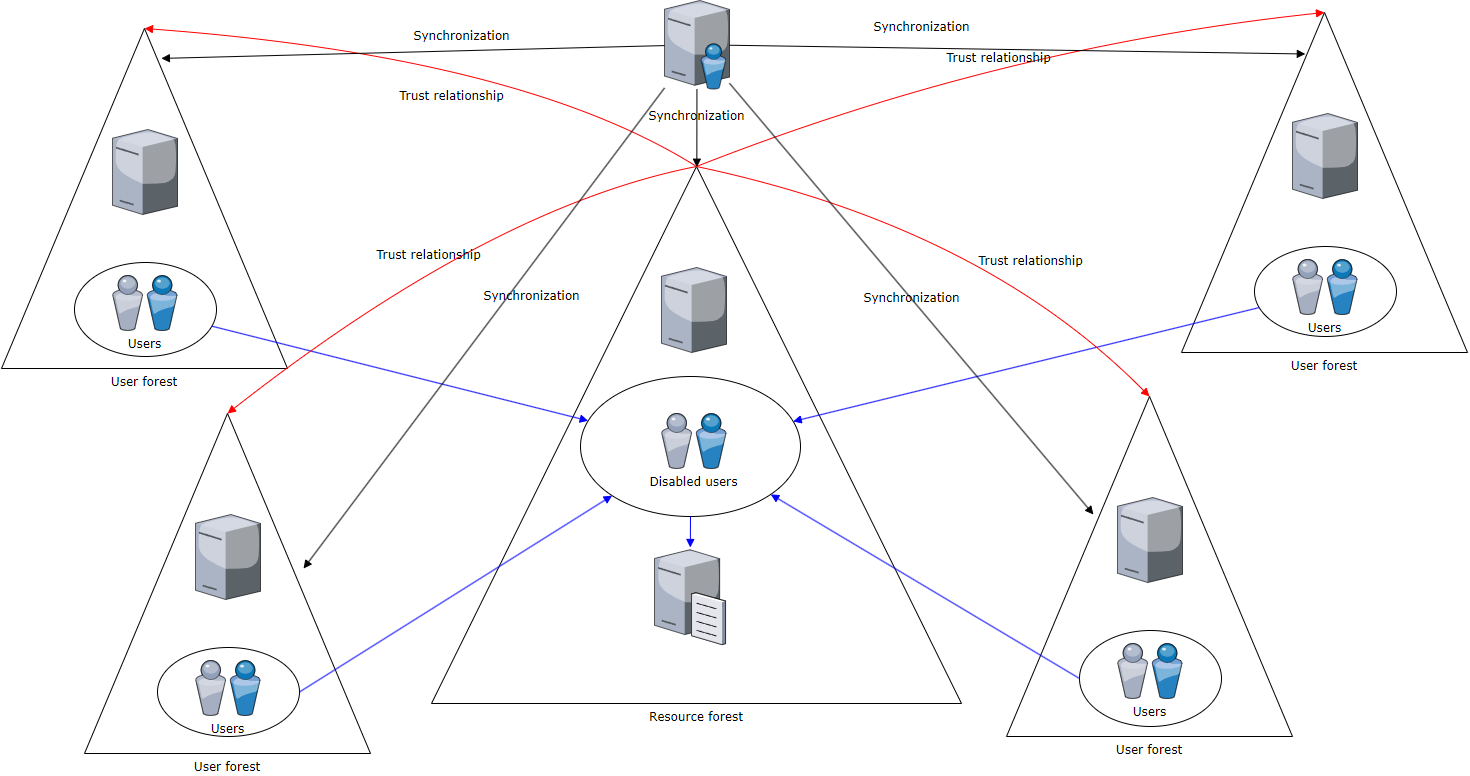 Synchronization
Synchronization
Trust relationship
Trust relationship
Synchronization
Trust relationship
Trust relationship
Synchronization
Synchronization
Users
Users
User forest
User forest
Disabled users
Users
Users
Resource forest
User forest
User forest